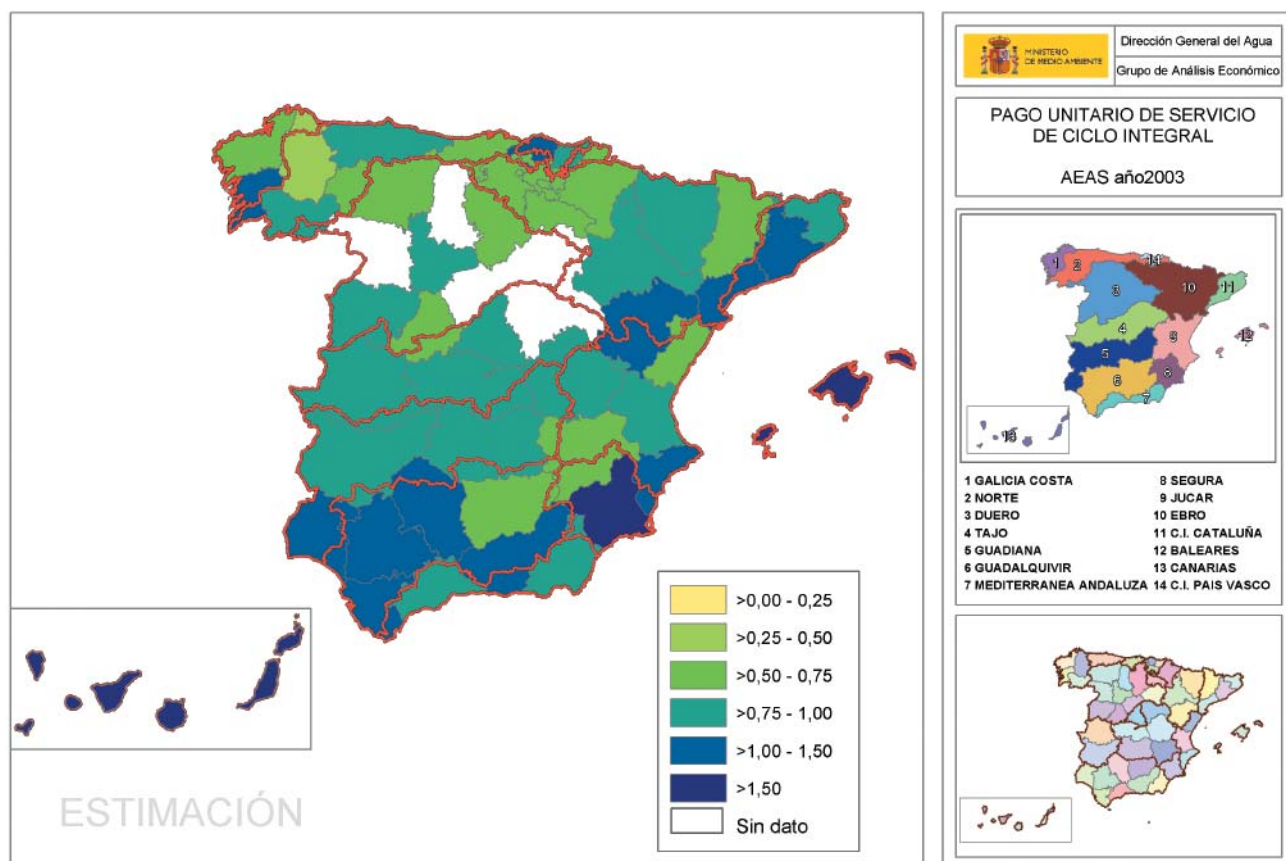 MINISTERIO
DE MEDIO AMBIENTE
Dirección General del Agua
Grupo de Análisis Económico
PAGO UNITARIO DE SERVICIO
DE CICLO INTEGRAL
AEAS año2003
1
2
14
3
10
11
4
9
12
5
6
8
7
13
1 GALICIA COSTA
2 NORTE
3 DUERO
4 TAJO
5 GUADIANA
6 GUADALQUIVIR
7 MEDITERRANEA ANDALUZA
8 SEGURA
9 JUCAR
10 EBRO
11 C.I. CATALUÑA
12 BALEARES
13 CANARIAS
14 C.I. PAIS VASCO
>0,00 - 0,25
>0,25 - 0,50
>0,50 - 0,75
>0,75 - 1,00
>1,00 - 1,50
>1,50
Sin dato
ESTIMACIÓN